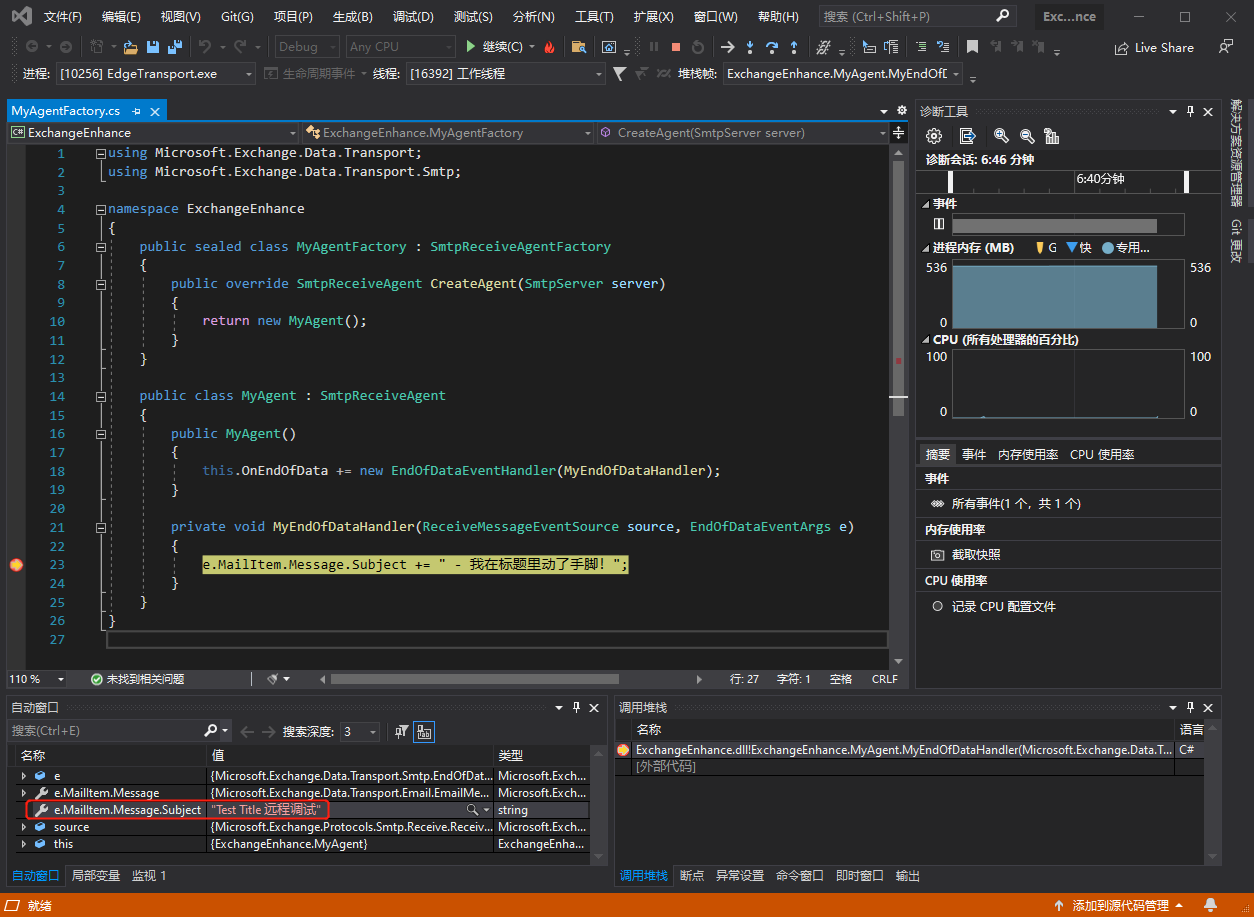 文件(F) 编辑(E) 视图(V) Git(G) 项目(P) 生成(B) 调试(D) 测试(S) 分析(N) 工具(T) 扩展(X) 窗口(W) 帮助(H) 搜索 (Ctrl+Shift+P) Exc...nce
Debug Any CPU 继续(C) Live Share
进程: [10256] EdgeTransport.exe 生命周期事件 线程: [16392] 工作线程 堆栈帧: ExchangeEnhance.MyAgent.MyEndOf
MyAgentFactory.cs
ExchangeEnhance ExchangeEnhance.MyAgentFactory CreateAgent(SmtpServer server)
1 using Microsoft.Exchange.Data.Transport;
2 using Microsoft.Exchange.Data.Transport.Smtp;
3
4 namespace ExchangeEnhance
5 {
6 public sealed class MyAgentFactory : SmtpReceiveAgentFactory
7 {
8 public override SmtpReceiveAgent CreateAgent(SmtpServer server)
9 {
10 return new MyAgent();
11 }
12 }
13
14 public class MyAgent : SmtpReceiveAgent
15 {
16 public MyAgent()
17 {
18 this.OnEndOfData += new EndOfDataEventHandler(MyEndOfDataHandler);
19 }
20
21 private void MyEndOfDataHandler(ReceiveMessageEventSource source, EndOfDataEventArgs e)
22 {
23 e.MailItem.Message.Subject += " - 我在标题里动了手脚! ";
24 }
25 }
26 }
27
110 % 未找到相关问题 行: 27 字符: 1 空格 CRLF
诊断工具
诊断会话: 6:46 分钟
6:40分钟
事件
进程内存 (MB) G 快 专用...
536 536
0 0
CPU (所有处理器的百分比)
100 100
0 0
摘要 事件 内存使用率 CPU 使用率
事件
所有事件(1 个，共 1 个)
内存使用率
截取快照
CPU 使用率
记录 CPU 配置文件
解决方案资源管理器
Git 更改
自动窗口
搜索(Ctrl+E) 搜索深度: 3
名称 值 类型
e {Microsoft.Exchange.Data.Transport.Smtp.EndOfDat... Microsoft.Exch...
e.MailItem.Message {Microsoft.Exchange.Data.Transport.Email.EmailMe... Microsoft.Exch...
e.MailItem.Message.Subject "Test Title 远程调试" string
source {Microsoft.Exchange.Protocols.Smtp.Receive.Receiv... Microsoft.Exch...
this {ExchangeEnhance.MyAgent} ExchangeEnha...
自动窗口 局部变量 监视 1
调用堆栈
名称 语言
ExchangeEnhance.dll!ExchangeEnhance.MyAgent.MyEndOfDataHandler(Microsoft.Exchange.Data.T... C#
[外部代码]
调用堆栈 断点 异常设置 命令窗口 即时窗口 输出
就绪 添加到源代码管理